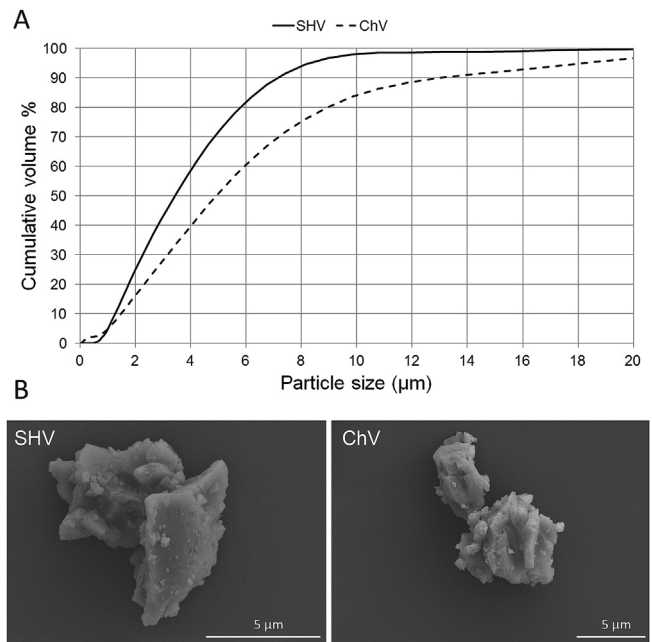 A
SHV ChV
100
90
80
70
60
50
40
30
20
10
0
Cumulative volume %
0 2 4 6 8 10 12 14 16 18 20
Particle size (µm)
B
SHV
5 µm
ChV
5 µm